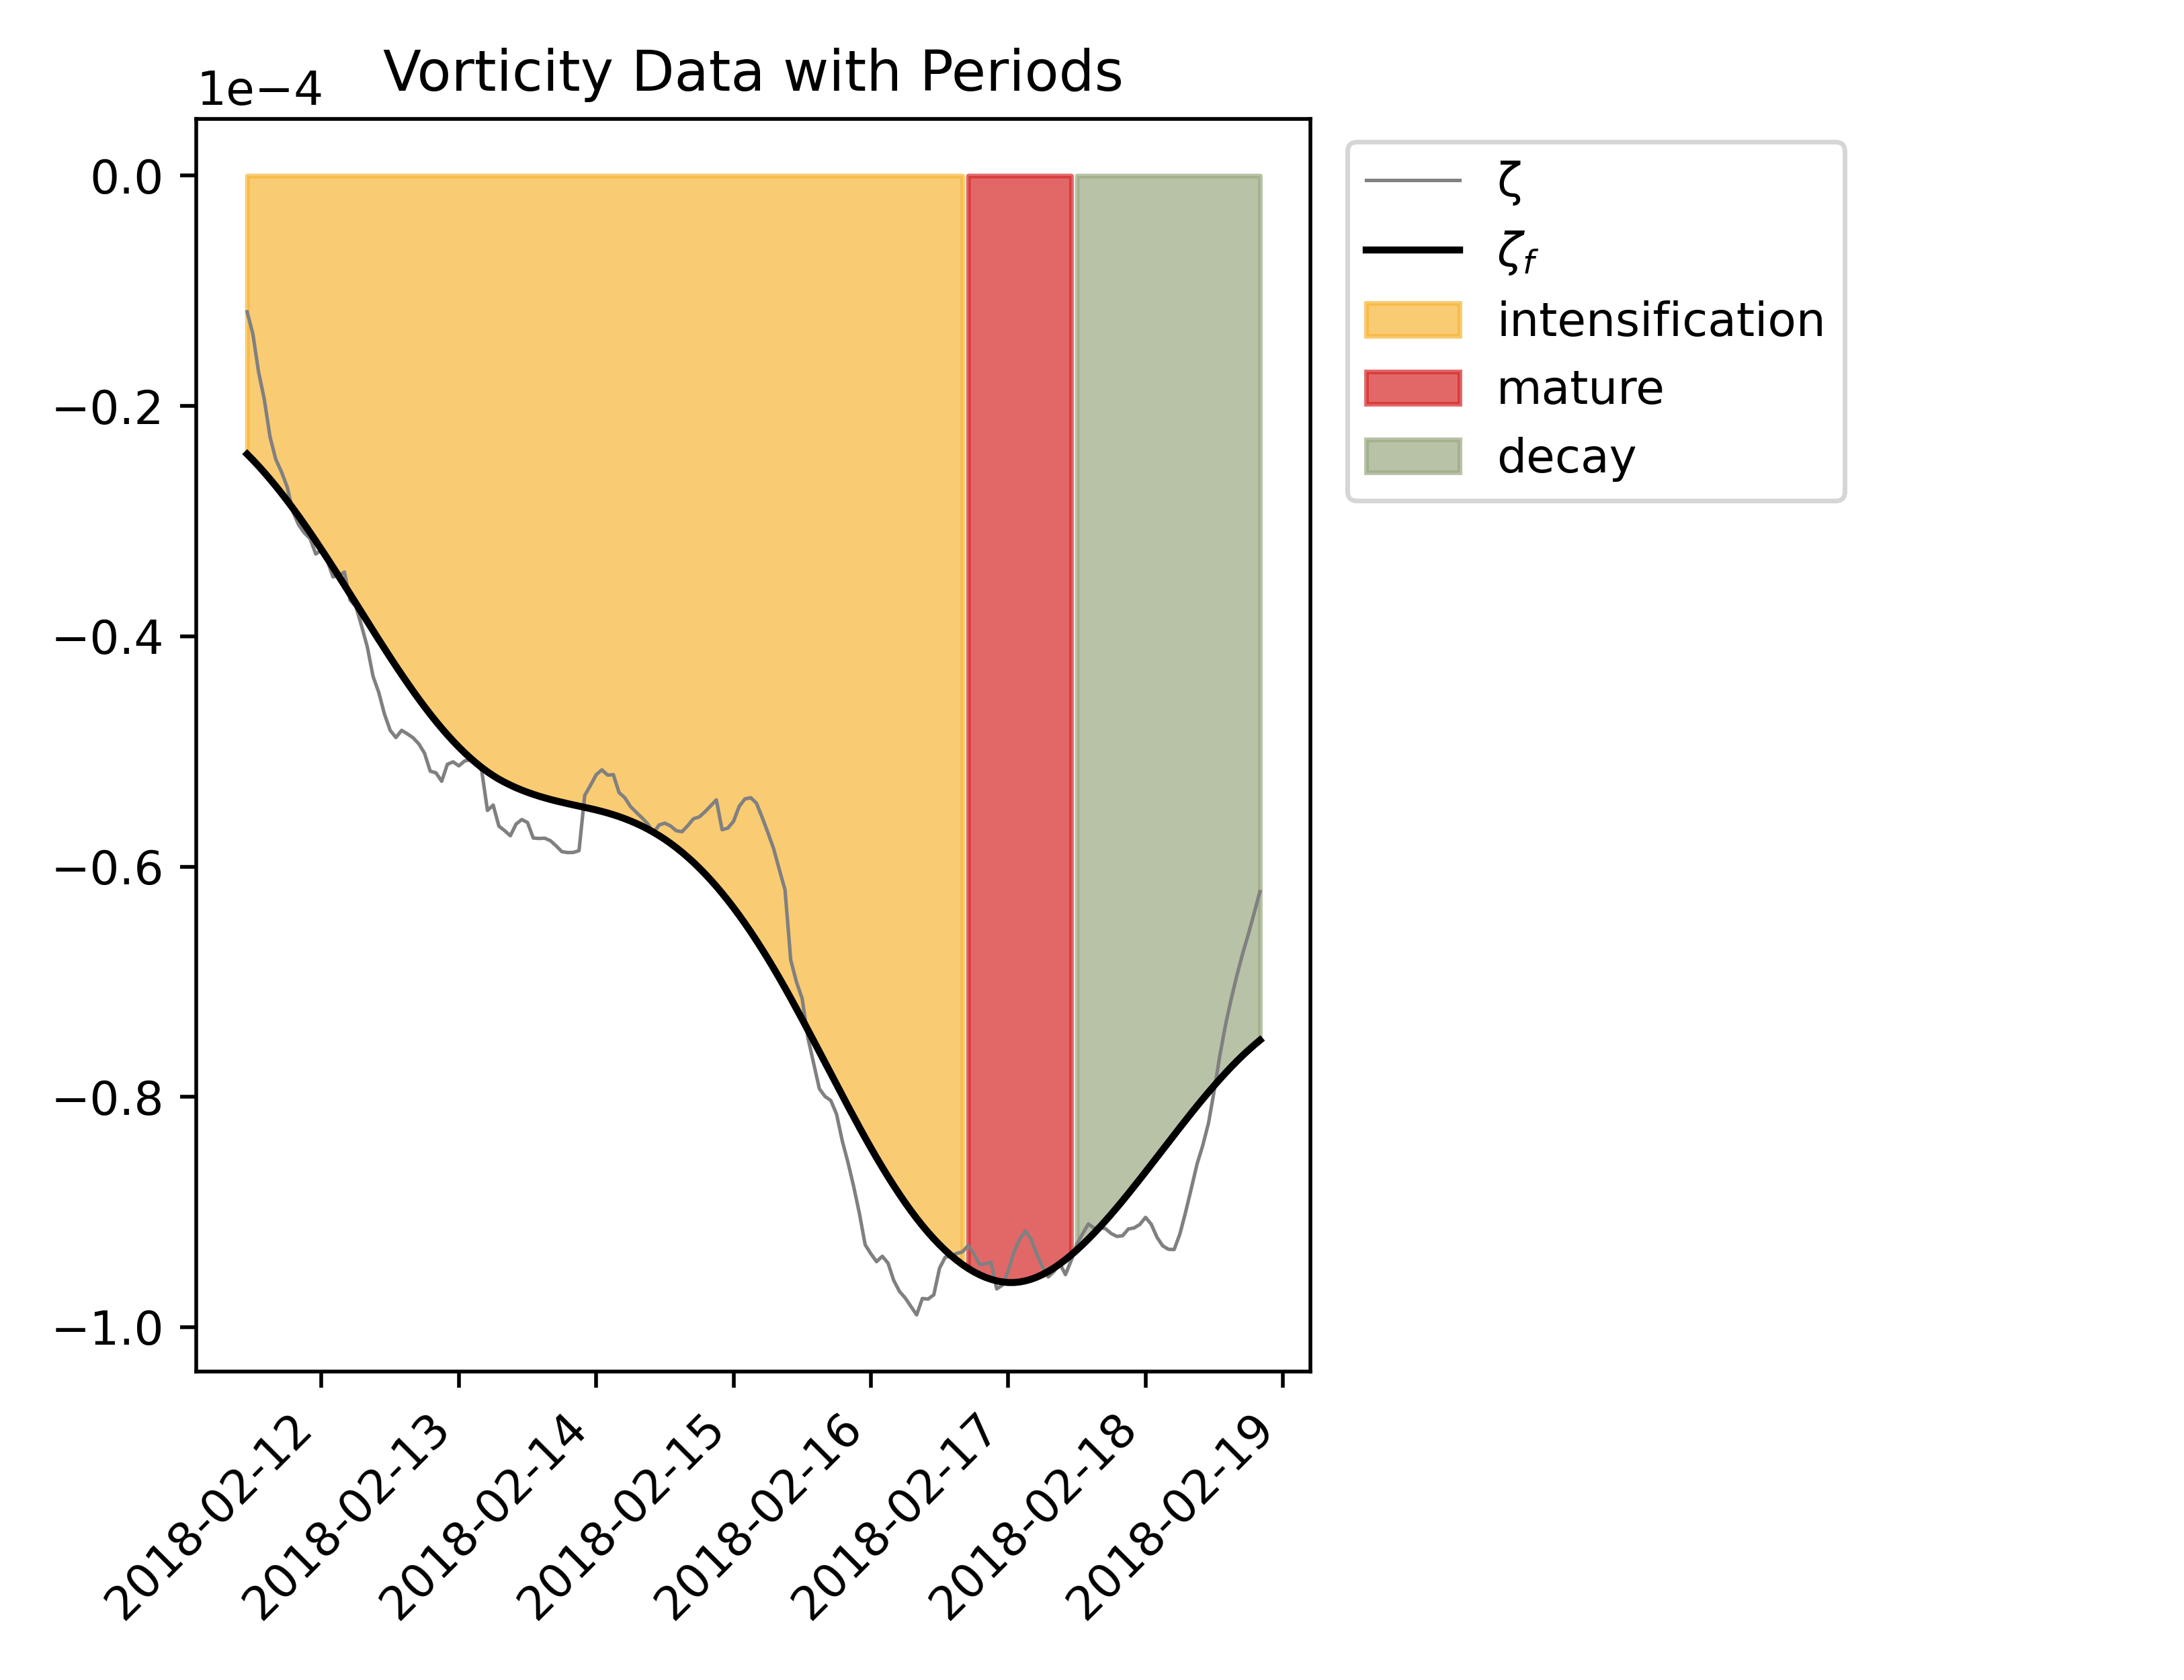 Vorticity Data with Periods
1e−4
0.0
−0.2
−0.4
−0.6
−0.8
−1.0
2018-02-12
2018-02-13
2018-02-14
2018-02-15
2018-02-16
2018-02-17
2018-02-18
2018-02-19
ζ
ζf
intensification
mature
decay